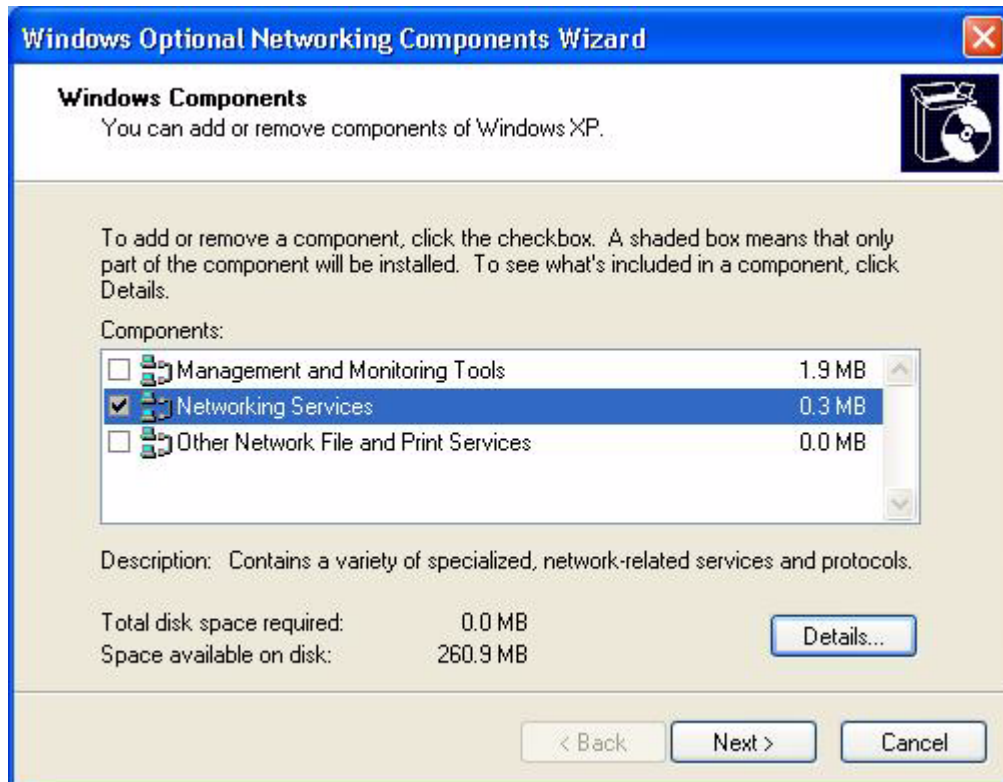 Windows Optional Networking Components Wizard
Windows Components
You can add or remove components of Windows XP.
To add or remove a component, click the checkbox. A shaded box means that only
part of the component will be installed. To see what's included in a component, click
Details.
Components:
Management and Monitoring Tools 1.9 MB
Networking Services 0.3 MB
Other Network File and Print Services 0.0 MB
Description: Contains a variety of specialized, network-related services and protocols.
Total disk space required: 0.0 MB
Space available on disk: 260.9 MB
Details...
< Back Next > Cancel